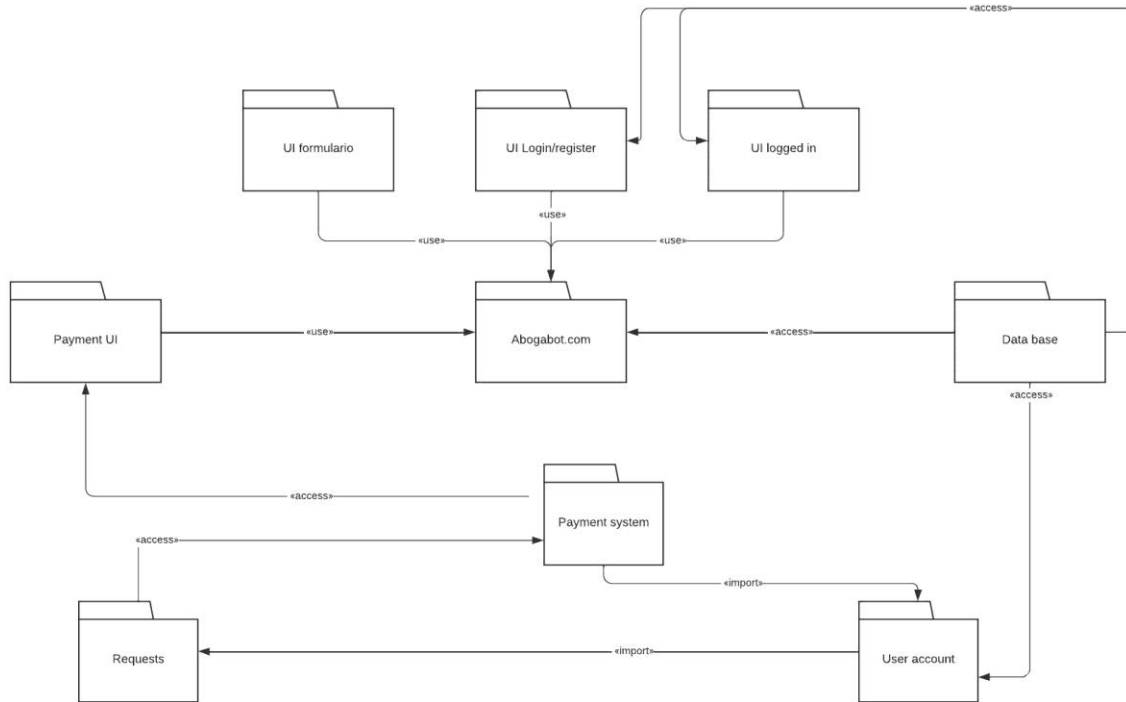 «access»
UI formulario
UI Login/register
UI logged in
«use»
«use»
«use»
Payment UI
«use»
Abogabot.com
«access»
Data base
«access»
«access»
Payment system
«access»
«import»
Requests
«import»
User account